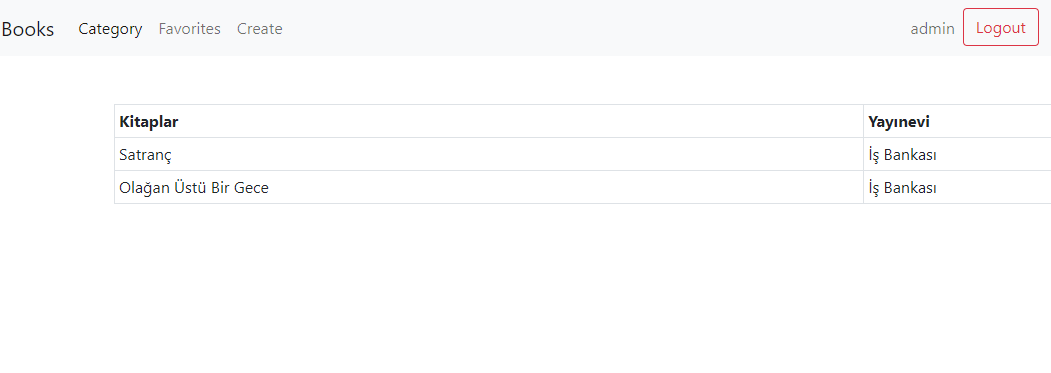 Books Category Favorites Create admin Logout
Kitaplar Yayınevi
Satranç İş Bankası
Olağan Üstü Bir Gece İş Bankası